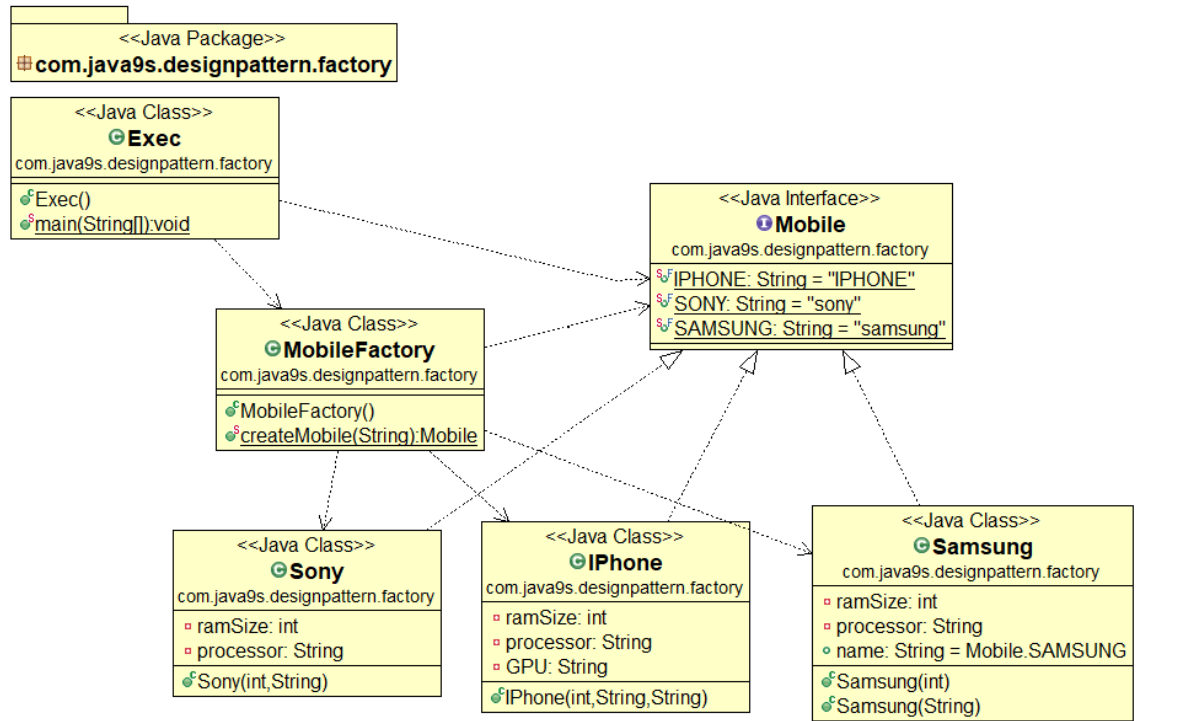 <<Java Package>>
com.java9s.designpattern.factory
<<Java Class>>
Exec
com.java9s.designpattern.factory
Exec()
main(String[]):void
<<Java Interface>>
Mobile
com.java9s.designpattern.factory
IPHONE: String = "IPHONE"
SONY: String = "sony"
SAMSUNG: String = "samsung"
<<Java Class>>
MobileFactory
com.java9s.designpattern.factory
MobileFactory()
createMobile(String):Mobile
<<Java Class>>
Sony
com.java9s.designpattern.factory
ramSize: int
processor: String
Sony(int,String)
<<Java Class>>
IPhone
com.java9s.designpattern.factory
ramSize: int
processor: String
GPU: String
IPhone(int,String,String)
<<Java Class>>
Samsung
com.java9s.designpattern.factory
ramSize: int
processor: String
name: String = Mobile.SAMSUNG
Samsung(int)
Samsung(String)